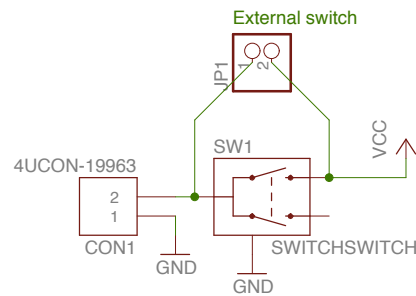 External switch
JP1
1
2
VCC
SW1
4UCON-19963
2
1
CON1
SWITCHSWITCH
GND
GND